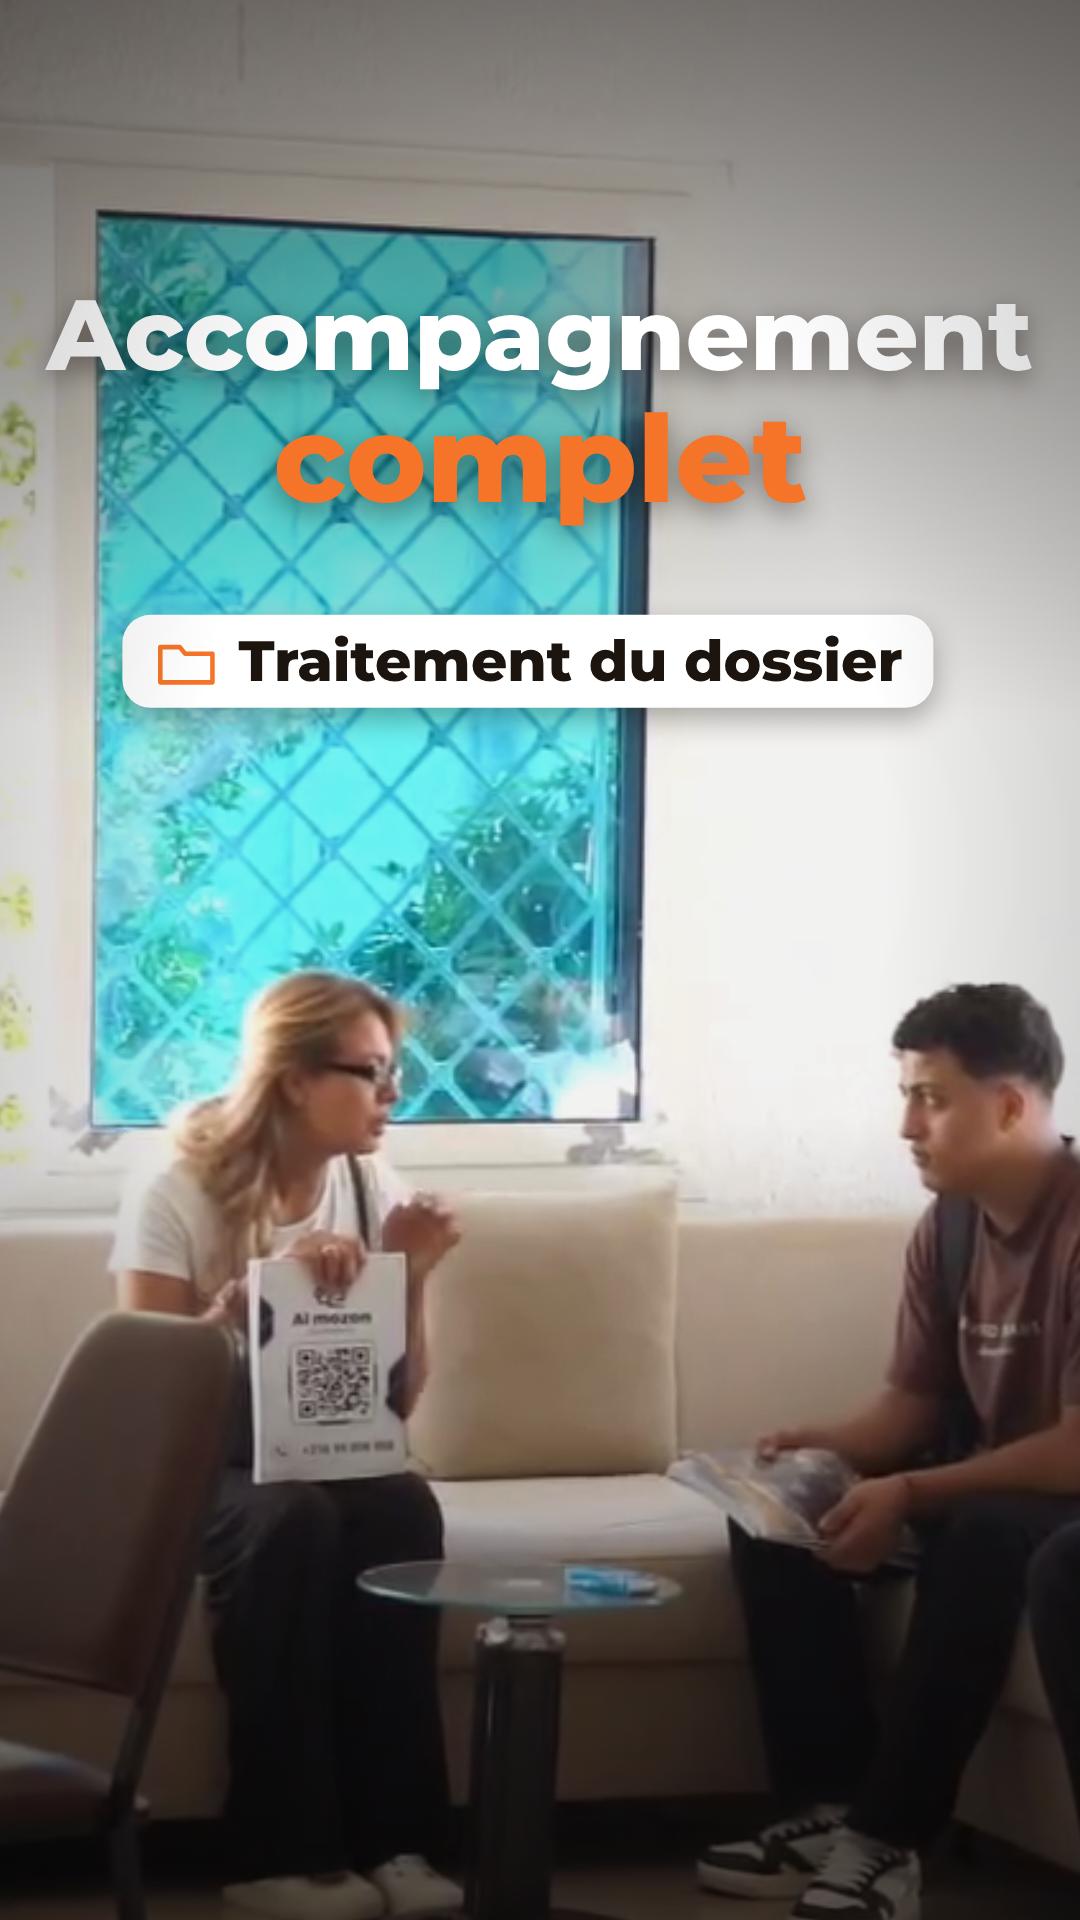 Accompagnement
complet
Traitement du dossier
Al mozon